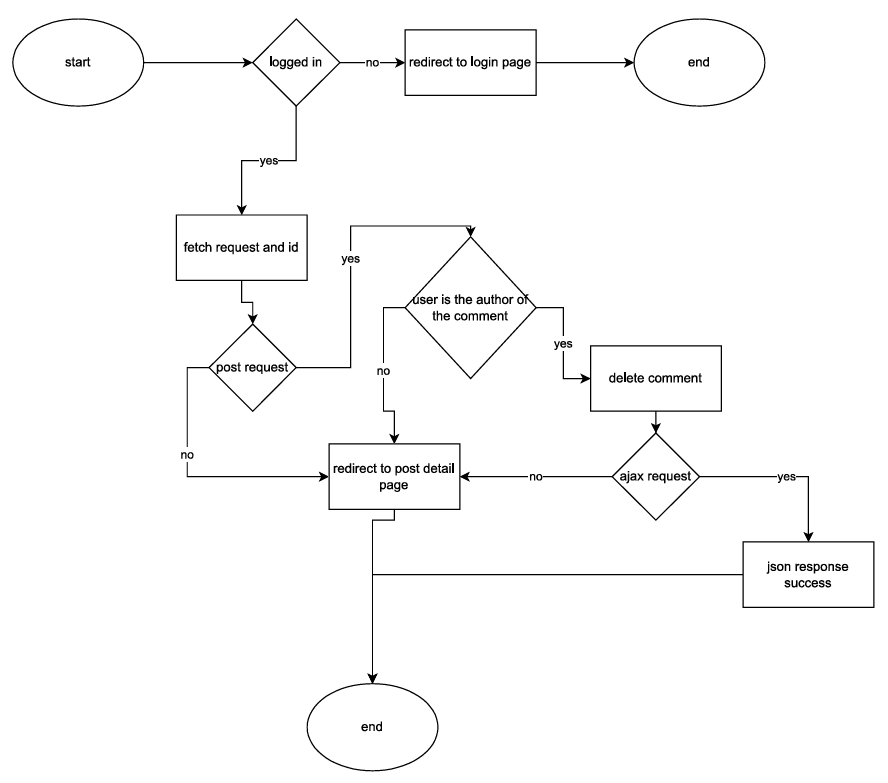 start
logged in
no
redirect to login page
end
yes
fetch request and id
post request
yes
user is the author of
the comment
no
yes
delete comment
no
redirect to post detail
page
no
ajax request
yes
json response
success
end